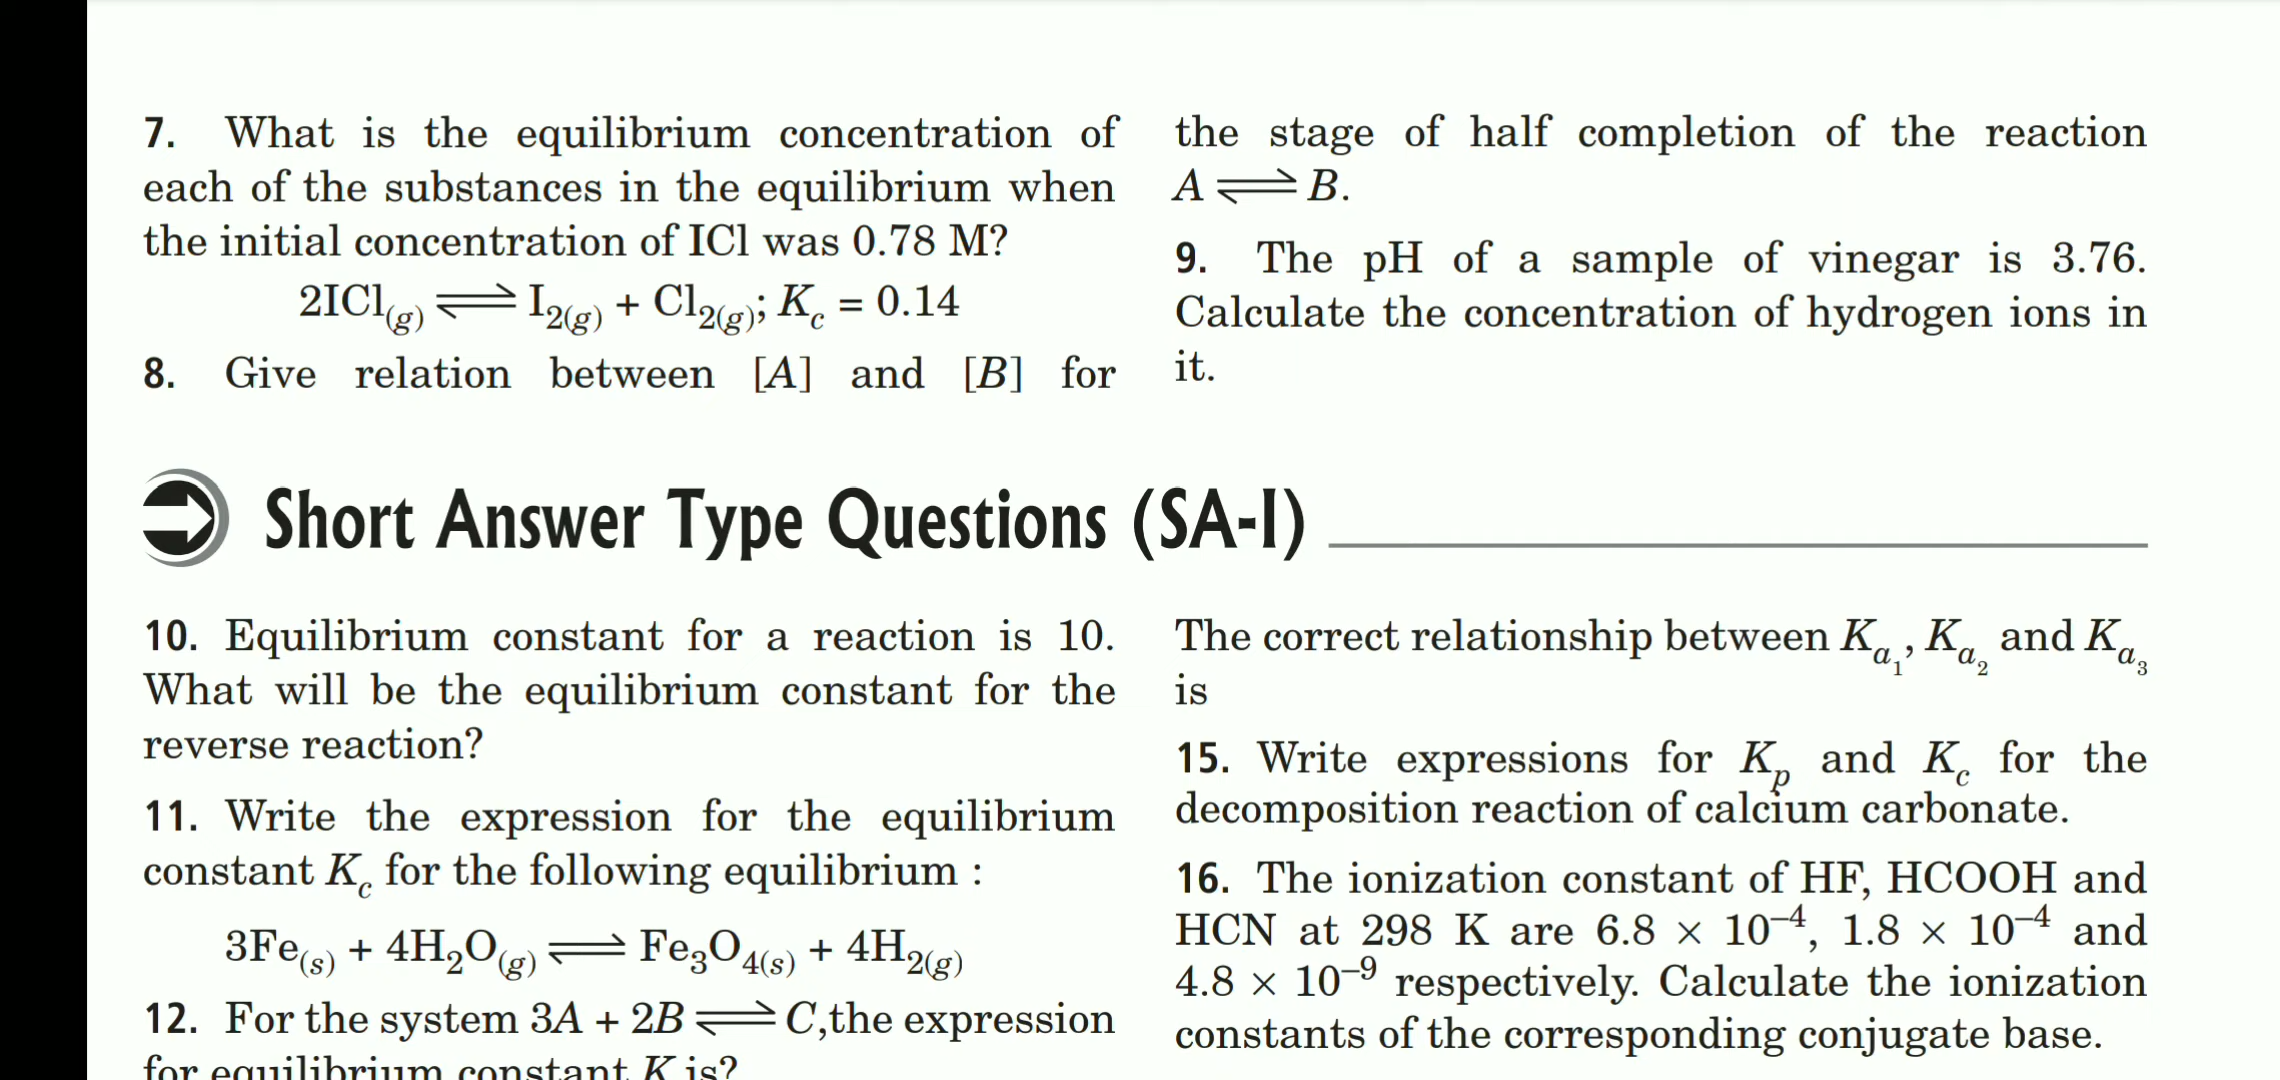 7. What is the equilibrium concentration of
each of the substances in the equilibrium when
the initial concentration of ICl was 0.78 M?
2ICl(g) ⇌ I2(g) + Cl2(g); Kc = 0.14
8. Give relation between [A] and [B] for
the stage of half completion of the reaction
A ⇌ B.
9. The pH of a sample of vinegar is 3.76.
Calculate the concentration of hydrogen ions in
it.
Short Answer Type Questions (SA-I)
10. Equilibrium constant for a reaction is 10.
What will be the equilibrium constant for the
reverse reaction?
11. Write the expression for the equilibrium
constant Kc for the following equilibrium :
3Fe(s) + 4H2O(g) ⇌ Fe3O4(s) + 4H2(g)
12. For the system 3A + 2B ⇌ C,the expression
for equilibrium constant K is?
The correct relationship between Ka1, Ka2 and Ka3
is
15. Write expressions for Kp and Kc for the
decomposition reaction of calcium carbonate.
16. The ionization constant of HF, HCOOH and
HCN at 298 K are 6.8 × 10⁻⁴, 1.8 × 10⁻⁴ and
4.8 × 10⁻⁹ respectively. Calculate the ionization
constants of the corresponding conjugate base.